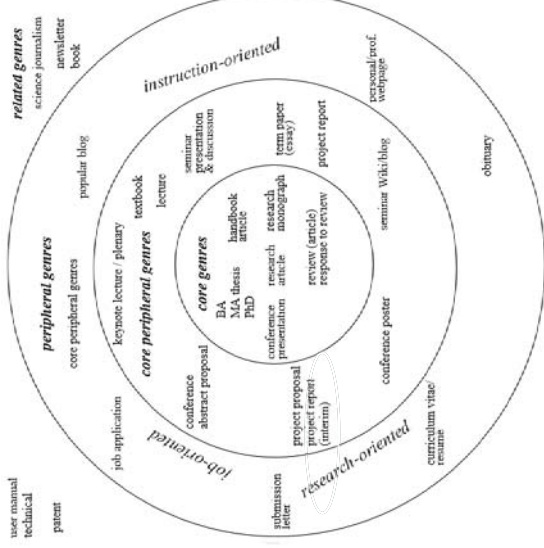 related genres
science journalism
newsletter
book
instruction-oriented
personal/prof.
webpage
popular blog
obituary
peripheral genres
core peripheral genres
textbook
lecture
seminar
presentation
& discussion
term paper
(essay)
project report
seminar Wiki/blog
keynote lecture / plenary
core peripheral genres
core genres
BA
MA thesis
PhD
handbook
article
conference
presentation
research
article
research
monograph
review (article)
response to review
conference
abstract proposal
project proposal
project report
(interim)
conference poster
job application
job-oriented
research-oriented
submisssion
letter
curriculum vitae/
resume
user manual
technical
patent